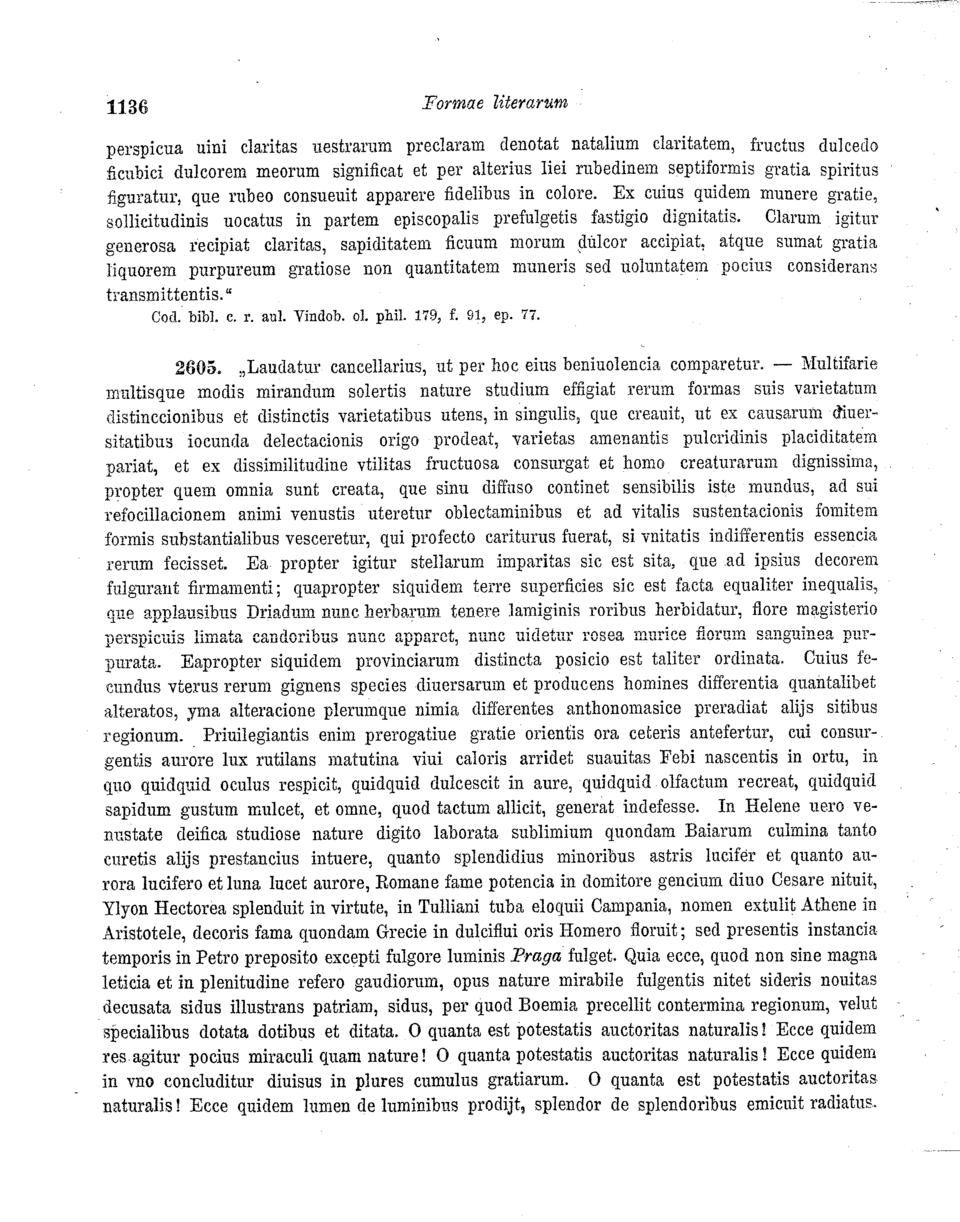 1136 Formae literarum
perspicua uini claritas uestrarum preclaram denotat natalium claritatem, fructus dulcedo
ficubici dulcorem meorum significat et per alterius liei rubedinem septiformis gratia spiritus
figuratur, que rubeo consueuit apparere fidelibus in colore. Ex cuius quidem munere gratie,
sollicitudinis uocatus in partem episcopalis prefulgetis fastigio dignitatis. Clarum igitur
generosa recipiat claritas, sapiditatem ficuum morum dulcor accipiat, atque sumat gratia
liquorem purpureum gratiose non quantitatem muneris sed uoluntatem pocius considerans
transmittentis.“
Cod. bibl. c. r. aul. Vindob. ol. phil. 179, f. 91, ep. 77.
2605. „Laudatur cancellarius, ut per hoc eius beniuolencia comparetur. — Multifarie
multisque modis mirandum solertis nature studium effigiat rerum formas suis varietatum
distinccionibus et distinctis varietatibus utens, in singulis, que creauit, ut ex causarum diuer-
sitatibus iocunda delectacionis origo prodeat, varietas amenantis pulcridinis placiditatem
pariat, et ex dissimilitudine vtilitas fructuosa consurgat et homo creaturarum dignissima,
propter quem omnia sunt creata, que sinu diffuso continet sensibilis iste mundus, ad sui
refocillacionem animi venustis uteretur oblectaminibus et ad vitalis sustentacionis fomitem
formis substantialibus vesceretur, qui profecto cariturus fuerat, si vnitatis indifferentis essencia
rerum fecisset. Ea propter igitur stellarum imparitas sic est sita, que ad ipsius decorem
fulgurant firmamenti; quapropter siquidem terre superficies sic est facta equaliter inequalis,
que applausibus Driadum nunc herbarum tenere lamiginis roribus herbidatur, flore magisterio
perspicuis limata candoribus nunc apparet, nunc uidetur rosea murice florum sanguinea pur-
purata. Eapropter siquidem provinciarum distincta posicio est taliter ordinata. Cuius fe-
cundus vterus rerum gignens species diuersarum et producens homines differentia quantalibet
alteratos, yma alteracione plerumque nimia differentes anthonomasice preradiat alijs sitibus
regionum. Priuilegiantis enim prerogatiue gratie orientis ora ceteris antefertur, cui consur-
gentis aurore lux rutilans matutina viui caloris arridet suauitas Febi nascentis in ortu, in
quo quidquid oculus respicit, quidquid dulcescit in aure, quidquid olfactum recreat, quidquid
sapidum gustum mulcet, et omne, quod tactum allicit, generat indefesse. In Helene uero ve-
nustate deifica studiose nature digito laborata sublimium quondam Baiarum culmina tanto
curetis alijs prestancius intuere, quanto splendidius minoribus astris lucifer et quanto au-
rora lucifero et luna lucet aurore, Romane fame potencia in domitore gencium diuo Cesare nituit,
Ylyon Hectorea splenduit in virtute, in Tulliani tuba eloquii Campania, nomen extulit Athene in
Aristotele, decoris fama quondam Grecie in dulciflui oris Homero floruit; sed presentis instancia
temporis in Petro preposito excepti fulgore luminis Praga fulget. Quia ecce, quod non sine magna
leticia et in plenitudine refero gaudiorum, opus nature mirabile fulgentis nitet sideris nouitas
decusata sidus illustrans patriam, sidus, per quod Boemia precellit contermina regionum, velut
specialibus dotata dotibus et ditata. O quanta est potestatis auctoritas naturalis! Ecce quidem
res agitur pocius miraculi quam nature! O quanta potestatis auctoritas naturalis! Ecce quidem
in vno concluditur diuisus in plures cumulus gratiarum. O quanta est potestatis auctoritas
naturalis! Ecce quidem lumen de luminibus prodijt, splendor de splendoribus emicuit radiatus.